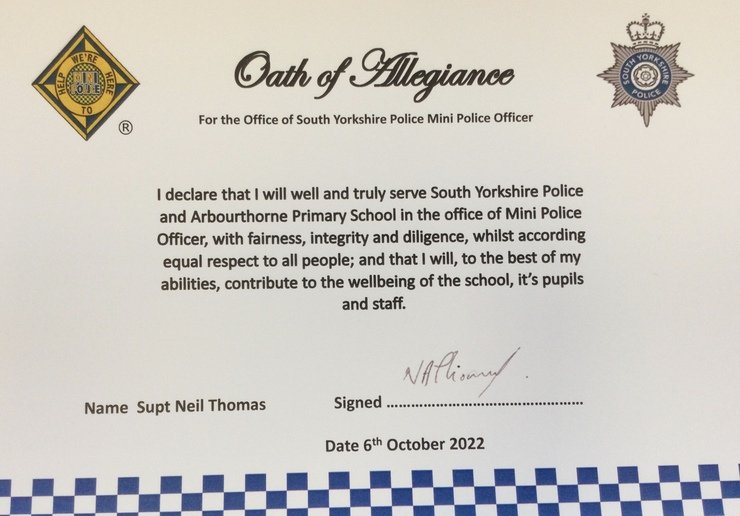 WE'RE HERE TO HELP
®
SOUTH YORKSHIRE
POLICE
Oath of Allegiance
For the Office of South Yorkshire Police Mini Police Officer
I declare that I will well and truly serve South Yorkshire Police
and Arbourthorne Primary School in the office of Mini Police
Officer, with fairness, integrity and diligence, whilst according
equal respect to all people; and that I will, to the best of my
abilities, contribute to the wellbeing of the school, it's pupils
and staff.
Name Supt Neil Thomas
Signed ................................................
Date 6th October 2022